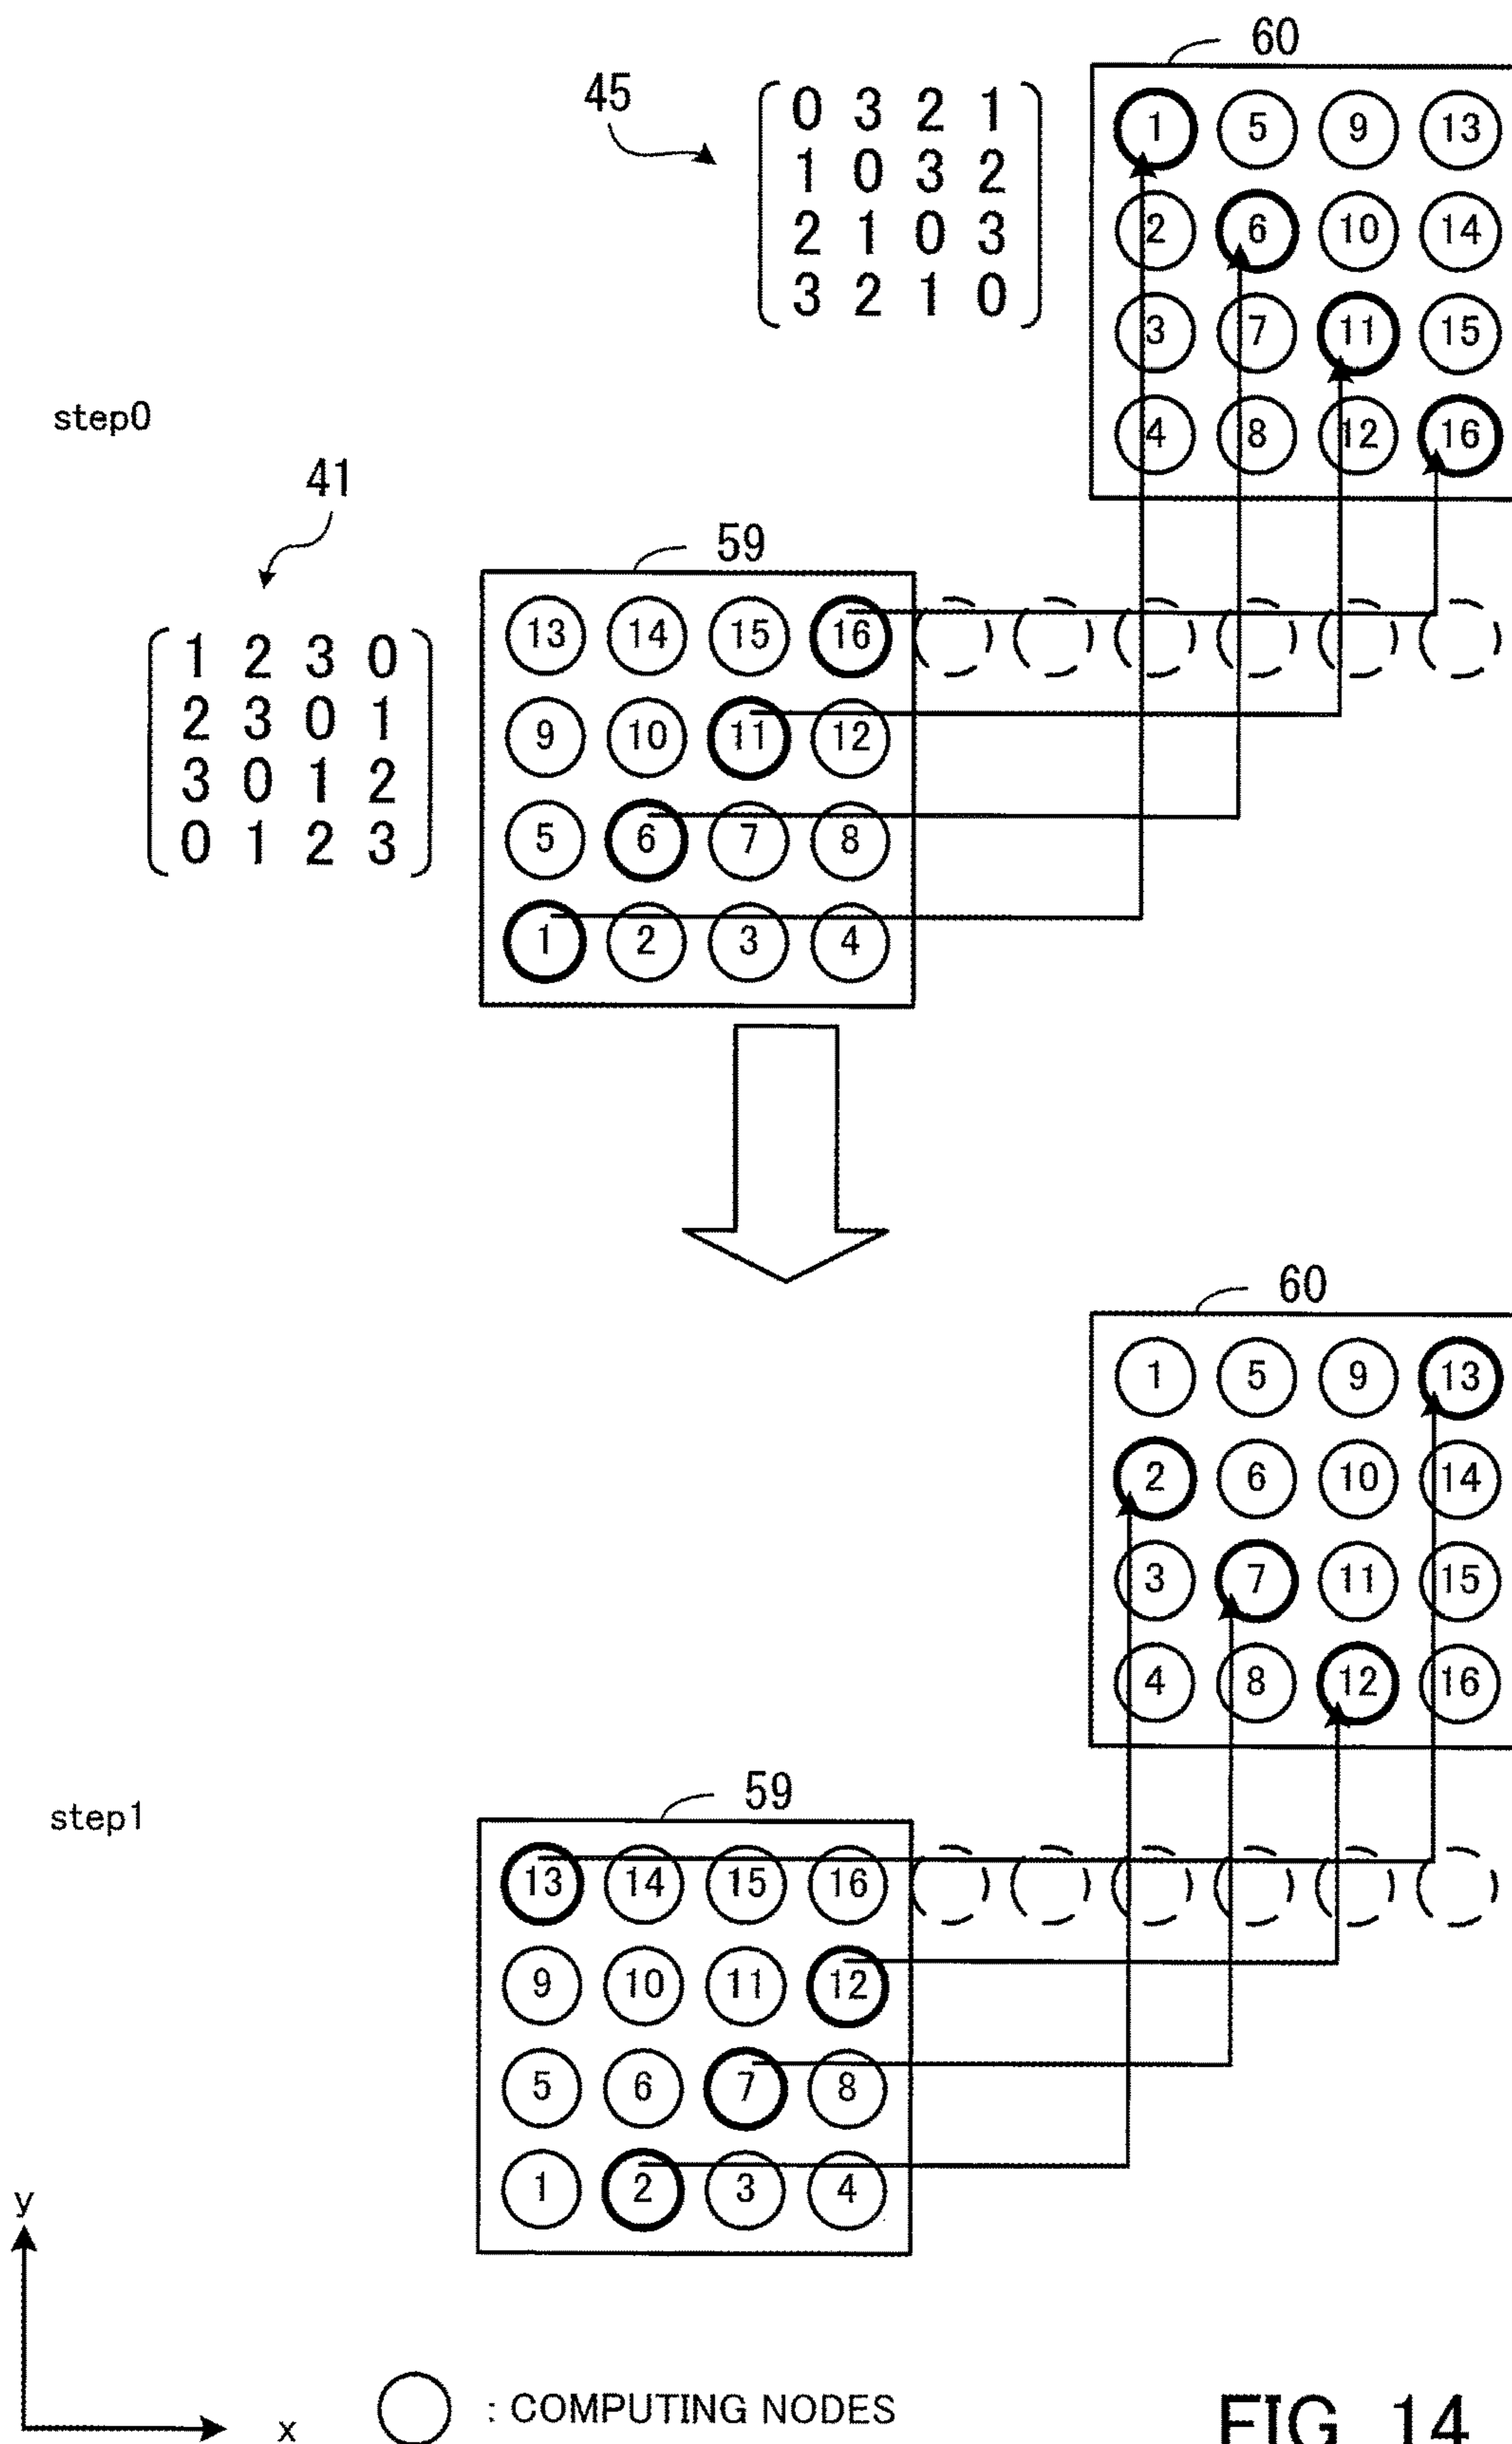 60
45
0 3 2 1
1 0 3 2
2 1 0 3
3 2 1 0
1 5 9 13
2 6 10 14
3 7 11 15
4 8 12 16
step0
41
1 2 3 0
2 3 0 1
3 0 1 2
0 1 2 3
59
13 14 15 16
9 10 11 12
5 6 7 8
1 2 3 4
60
1 5 9 13
2 6 10 14
3 7 11 15
4 8 12 16
step1
59
13 14 15 16
9 10 11 12
5 6 7 8
1 2 3 4
y
x
: COMPUTING NODES
FIG. 14